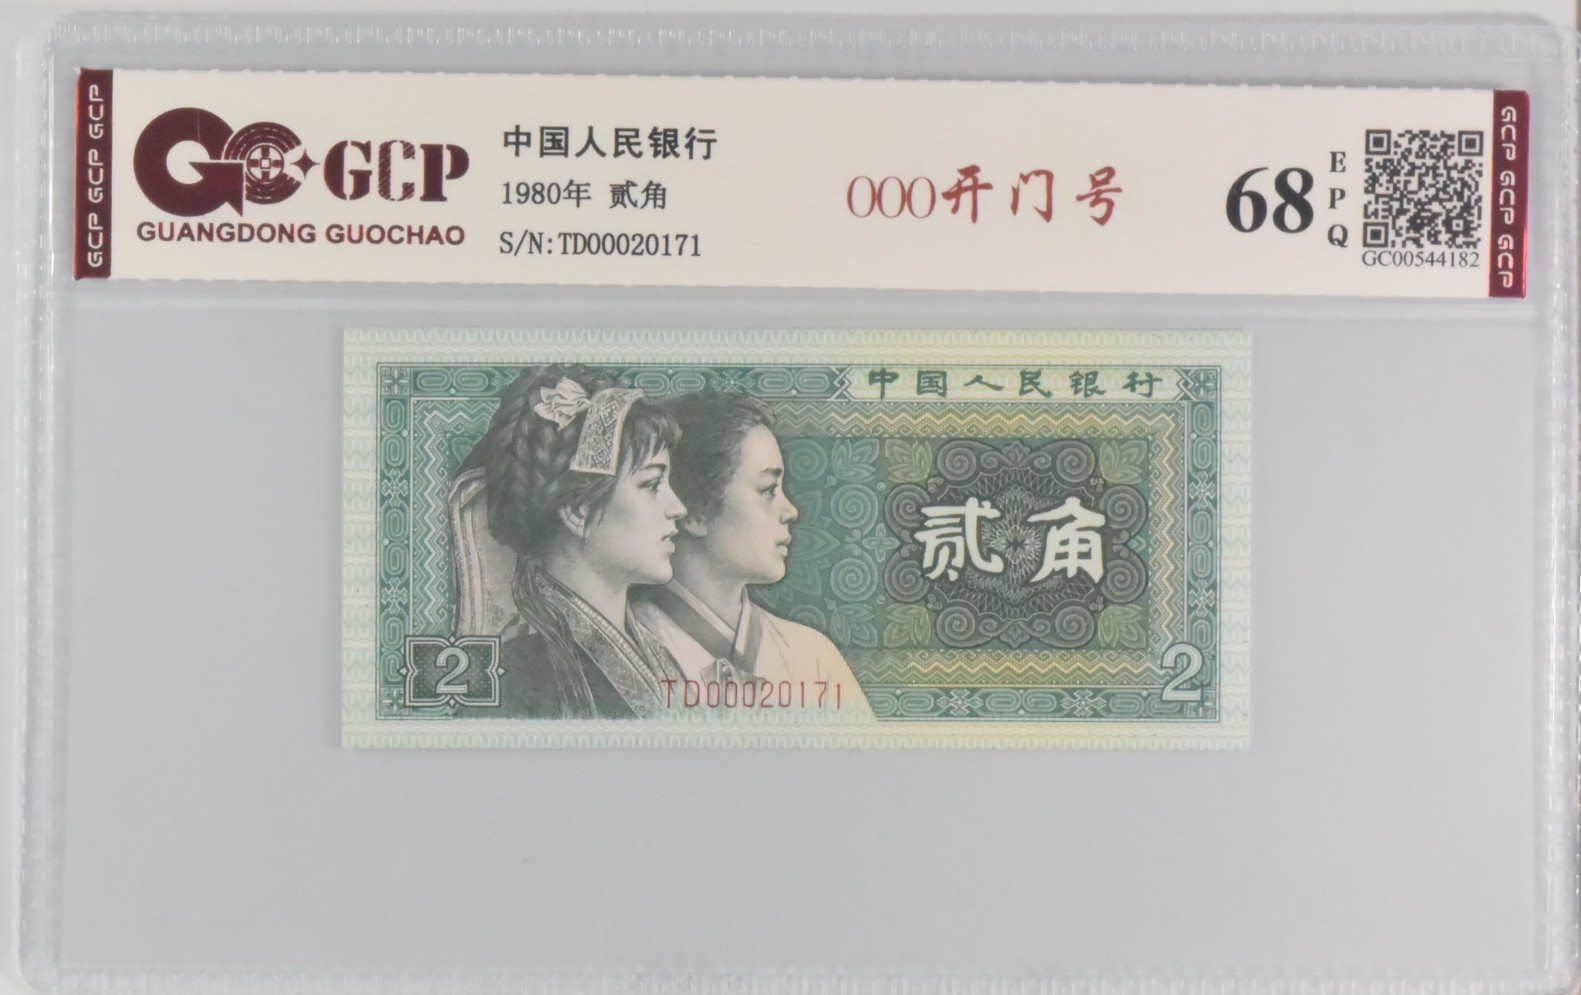 GCP GCP GCP
GCP
GUANGDONG GUOCHAO
中国人民银行
1980年 贰角
S/N:TD00020171
000开门号
68
EPQ
GC00544182
GCP GCP GCP
中国人民银行
贰角
2
TD00020171
2